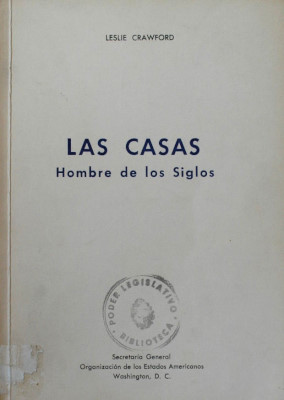 LESLIE CRAWFORD
LAS CASAS
Hombre de los Siglos
PODER LEGISLATIVO
BIBLIOTECA
Secretaría General
Organización de los Estados Americanos
Washington, D. C.